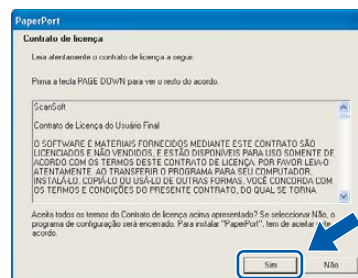 PaperPort
Contrato de licença
Leia atentamente o contrato de licença a seguir.
Prima a tecla PAGE DOWN para ver o resto do acordo.
ScanSoft
Contrato de Licença do Usuário Final
O SOFTWARE E MATERIAIS FORNECIDOS MEDIANTE ESTE CONTRATO SÃO
LICENCIADOS E NÃO VENDIDOS, E ESTÃO DISPONÍVEIS PARA USO SOMENTE DE
ACORDO COM OS TERMOS DESTE CONTRATO DE LICENÇA. POR FAVOR LEIA-O
ATENTAMENTE. AO TRANSFERIR O PROGRAMA PARA SEU COMPUTADOR,
INSTALÁ-LO, COPIÁ-LO OU USÁ-LO DE OUTRAS FORMAS, VOCÊ CONCORDA COM
OS TERMOS E CONDIÇÕES DO PRESENTE CONTRATO, DO QUAL SE TORNA
Aceita todos os termos do Contrato de licença acima apresentado? Se seleccionar Não, o
programa de configuração será encerrado. Para instalar "PaperPort", tem de aceitar este
acordo.
Sim
Não